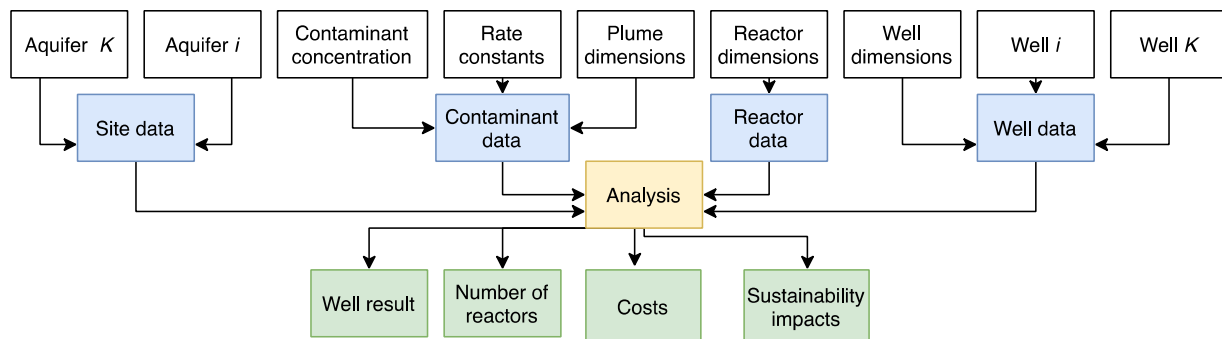 Aquifer K
Aquifer i
Contaminant
concentration
Rate
constants
Plume
dimensions
Reactor
dimensions
Well
dimensions
Well i
Well K
Site data
Contaminant
data
Reactor
data
Well data
Analysis
Well result
Number of
reactors
Costs
Sustainability
impacts